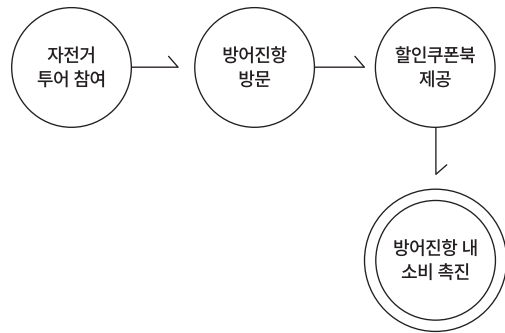 자전거
투어 참여
방어진항
방문
할인쿠폰북
제공
방어진항 내
소비 촉진